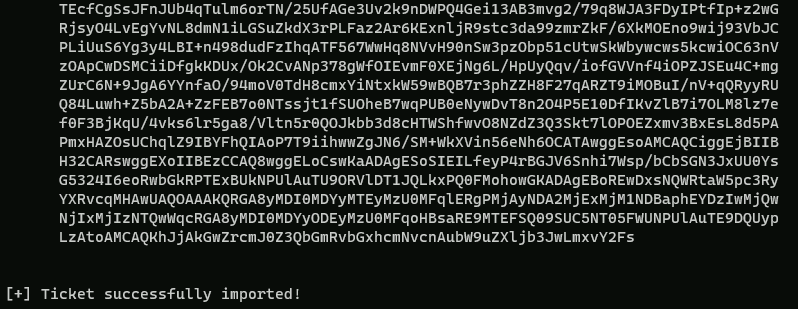 TEcfCgSsJFnJUb4qTulm6orTN/25UfAGe3Uv2k9nDWPQ4Gei13AB3mvg2/79q8WJA3FDyIPtfIp+z2wG
RjsyO4LvEgYvNL8dmN1iLGSuZkdX3rPLFaz2Ar6KExnljR9stc3da99zmrZkF/6XkMOEno9wij93VbJC
PLiUuS6Yg3y4LBI+n498dudFzIhqATF567WwHq8NVvH90nSw3pzObp51cUtwSkWbywcws5kcwiOC63nV
zOApCwDSMCiiDfgkKDUx/Ok2CvANp378gWfOIEvmF0XEjNg6L/HpUyQqv/iofGVVnf4iOPZJSEu4C+mg
ZUrC6N+9JgA6YYnfaO/94moV0TdH8cmxYiNtxkW59wBQB7r3phZZH8F27qARZT9iMOBuI/nV+qQRyyRU
Q84Luwh+Z5bA2A+ZzFEB7o0NTssjt1fSUOheB7wqPUB0eNywDvT8n2O4P5E10DfIKvZlB7i7OLM8lz7e
f0F3BjKqU/4vks6lr5ga8/Vltn5r0QOJkbb3d8cHTWShfwvO8NZdZ3Q3Skt7lOPOEZxmv3BxEsL8d5PA
PmxHAZOsUChqlZ9IBYFhQIAoP7T9iihwwZgJN6/SM+WkXVin56eNh6OCATAwggEsoAMCAQCiggEjBIIB
H32CARswggEXoIIBEzCCAQ8wggELoCswKaADAgESoSIEILfeyP4rBGJV6Snhi7Wsp/bCbSGN3JxUU0Ys
G5324I6eoRwbGkRPTExBUkNPUlAuTU9ORVlDT1JQLkxPQ0FMohowGKADAgEBoREwDxsNQWRtaW5pc3Ry
YXRvcqMHAwUAQOAAAKQRGA8yMDI0MDYyMTEyMzU0MFqlERgPMjAyNDA2MjExMjM1NDBaphEYDzIwMjQw
NjIxMjIzNTQwWqcRGA8yMDI0MDYyODEyMzU0MFqoHBsaRE9MTEFSQ09SUC5NT05FWUNPUlAuTE9DQUyp
LzAtoAMCAQKhJjAkGwZrcmJ0Z3QbGmRvbGxhcmNvcnAubW9uZXljb3JwLmxvY2Fs
[+] Ticket successfully imported!